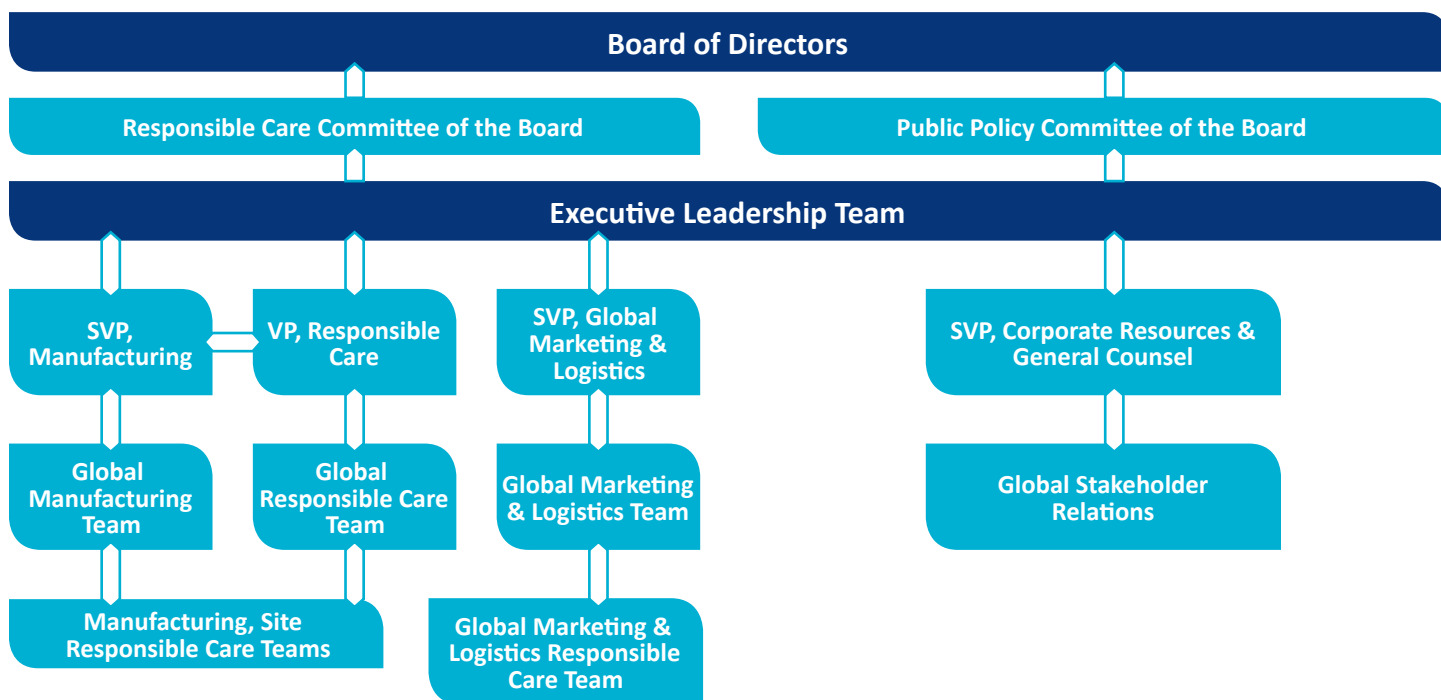 Board of Directors
Responsible Care Committee of the Board
Public Policy Committee of the Board
Executive Leadership Team
SVP,
Manufacturing
VP, Responsible
Care
SVP, Global
Marketing &
Logistics
SVP, Corporate Resources &
General Counsel
Global
Manufacturing
Team
Global
Responsible Care
Team
Global Marketing
& Logistics Team
Global Stakeholder
Relations
Manufacturing, Site
Responsible Care Teams
Global Marketing &
Logistics Responsible
Care Team